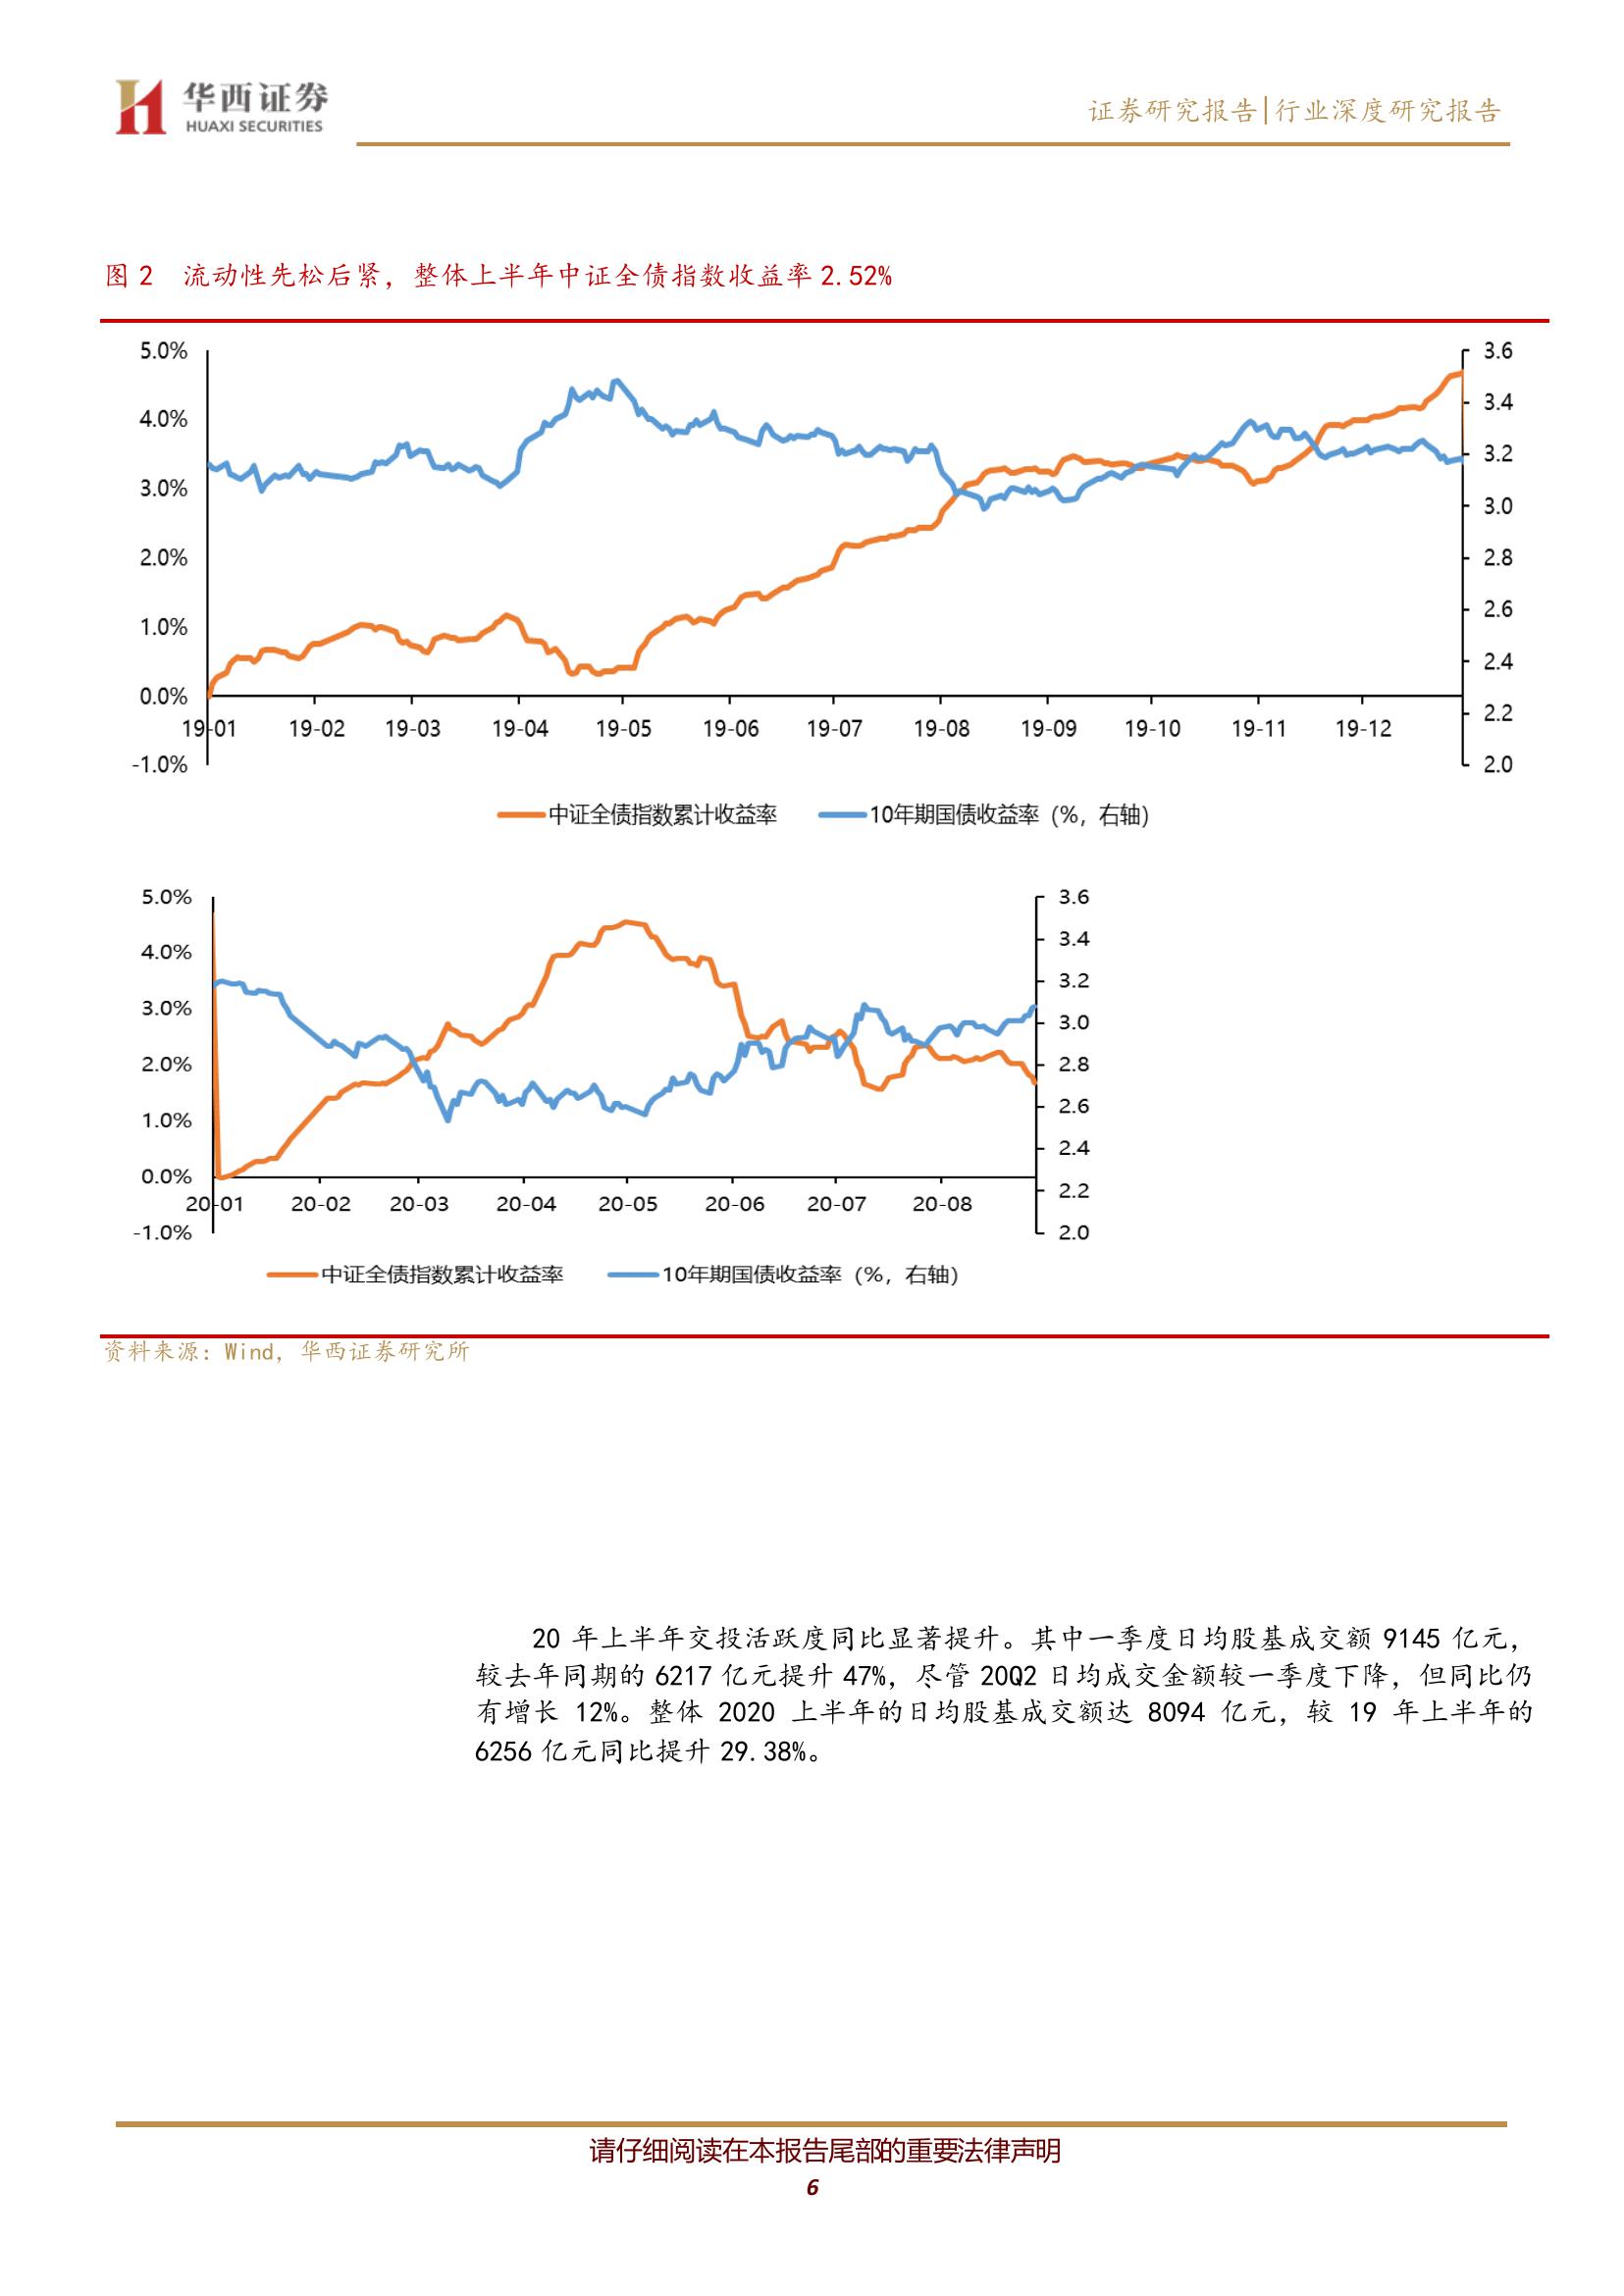 华西证券
HUAXI SECURITIES
证券研究报告|行业深度研究报告
图 2 流动性先松后紧，整体上半年中证全债指数收益率 2.52%
5.0%
4.0%
3.0%
2.0%
1.0%
0.0%
-1.0%
3.6
3.4
3.2
3.0
2.8
2.6
2.4
2.2
2.0
19-01 19-02 19-03 19-04 19-05 19-06 19-07 19-08 19-09 19-10 19-11 19-12
中证全债指数累计收益率 10年期国债收益率（%，右轴）
5.0%
4.0%
3.0%
2.0%
1.0%
0.0%
-1.0%
3.6
3.4
3.2
3.0
2.8
2.6
2.4
2.2
2.0
20-01 20-02 20-03 20-04 20-05 20-06 20-07 20-08
中证全债指数累计收益率 10年期国债收益率（%，右轴）
资料来源：Wind，华西证券研究所
20 年上半年交投活跃度同比显著提升。其中一季度日均股基成交额 9145 亿元，
较去年同期的 6217 亿元提升 47%，尽管 20Q2 日均成交金额较一季度下降，但同比仍
有增长 12%。整体 2020 上半年的日均股基成交额达 8094 亿元，较 19 年上半年的
6256 亿元同比提升 29.38%。
请仔细阅读在本报告尾部的重要法律声明
6